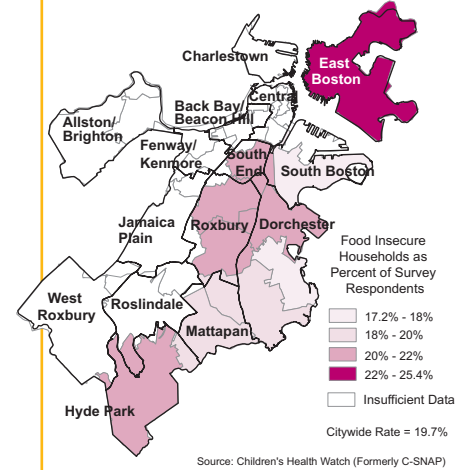 Charlestown
East
Boston
Central
Back Bay/
Beacon Hill
Allston/
Brighton
Fenway/
Kenmore
South
End
South Boston
Jamaica
Plain
Roxbury
Dorchester
West
Roxbury
Roslindale
Mattapan
Hyde Park
Food Insecure
Households as
Percent of Survey
Respondents
17.2% - 18%
18% - 20%
20% - 22%
22% - 25.4%
Insufficient Data
Citywide Rate = 19.7%
Source: Children's Health Watch (Formerly C-SNAP)